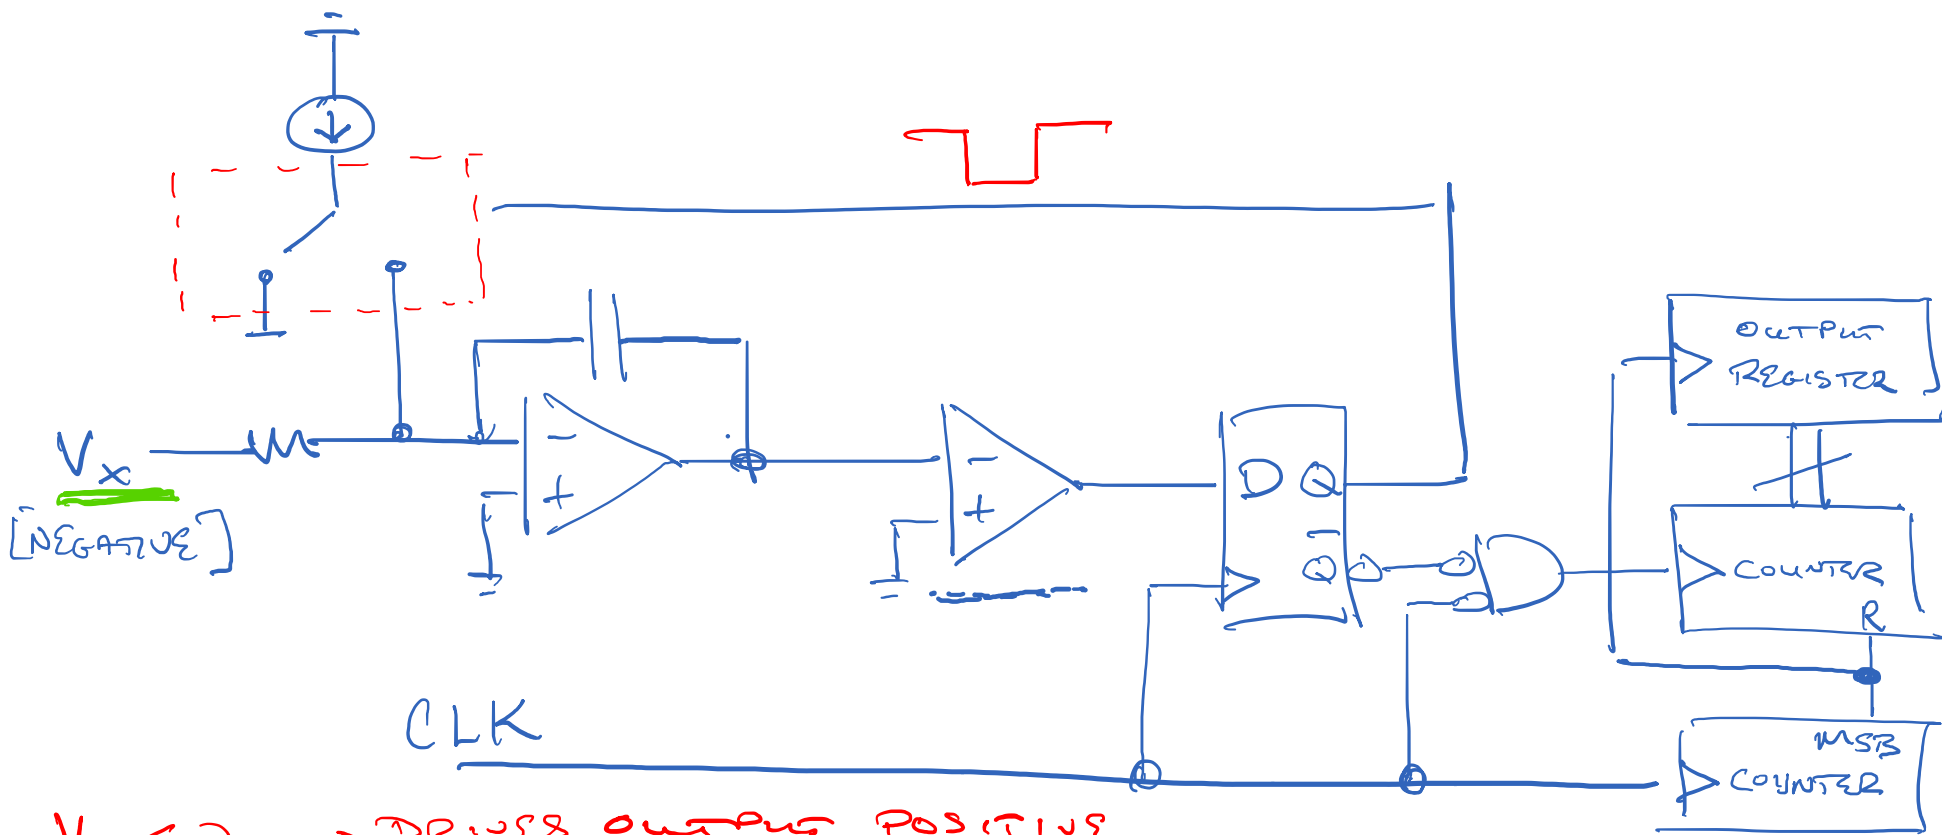 OUTPUT
REGISTER
Vx
[NEGATIVE]
-
+
-
+
D Q
Q̅
COUNTER
R
CLK
MSB
COUNTER
DRIVES OUTPUT POSITIVE